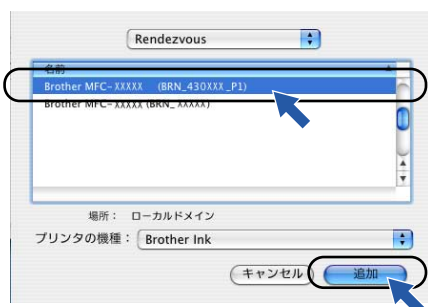 Rendezvous
名前
Brother MFC-XXXXX (BRN_430XXX_P1)
Brother MFC-XXXXX (BRN_XXXXX)
場所： ローカルドメイン
プリンタの機種： Brother Ink
キャンセル 追加